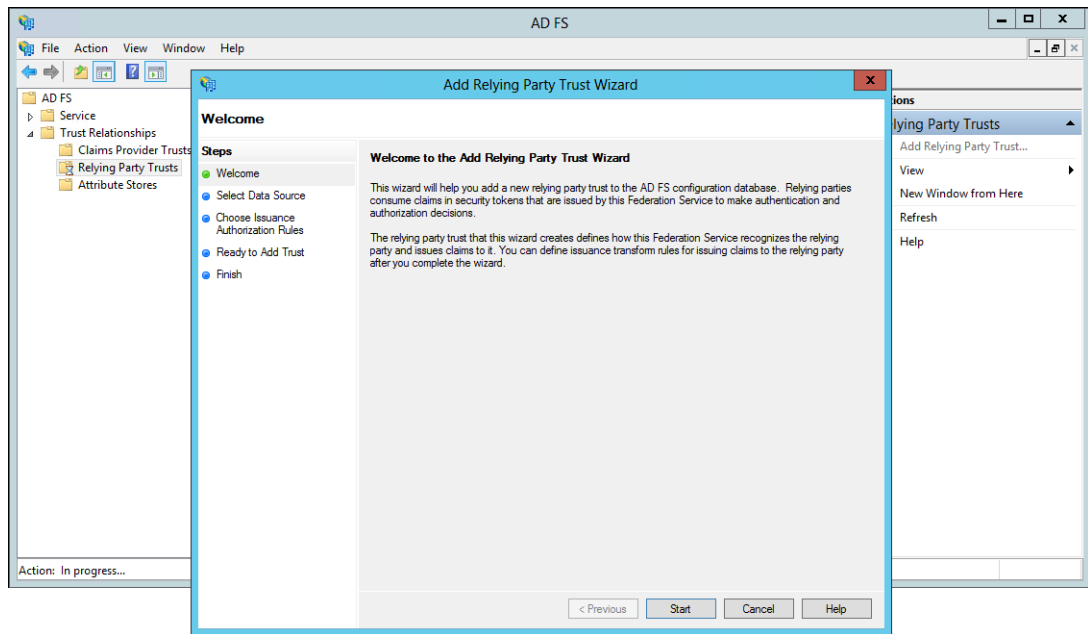 AD FS
File Action View Window Help
AD FS
Service
Trust Relationships
Claims Provider Trusts
Relying Party Trusts
Attribute Stores
Action: In progress...
Add Relying Party Trust Wizard
X
Welcome
Steps
Welcome
Select Data Source
Choose Issuance
Authorization Rules
Ready to Add Trust
Finish
Welcome to the Add Relying Party Trust Wizard
This wizard will help you add a new relying party trust to the AD FS configuration database. Relying parties
consume claims in security tokens that are issued by this Federation Service to make authentication and
authorization decisions.
The relying party trust that this wizard creates defines how this Federation Service recognizes the relying
party and issues claims to it. You can define issuance transform rules for issuing claims to the relying party
after you complete the wizard.
< Previous Start Cancel Help
ions
lying Party Trusts
Add Relying Party Trust...
View
New Window from Here
Refresh
Help